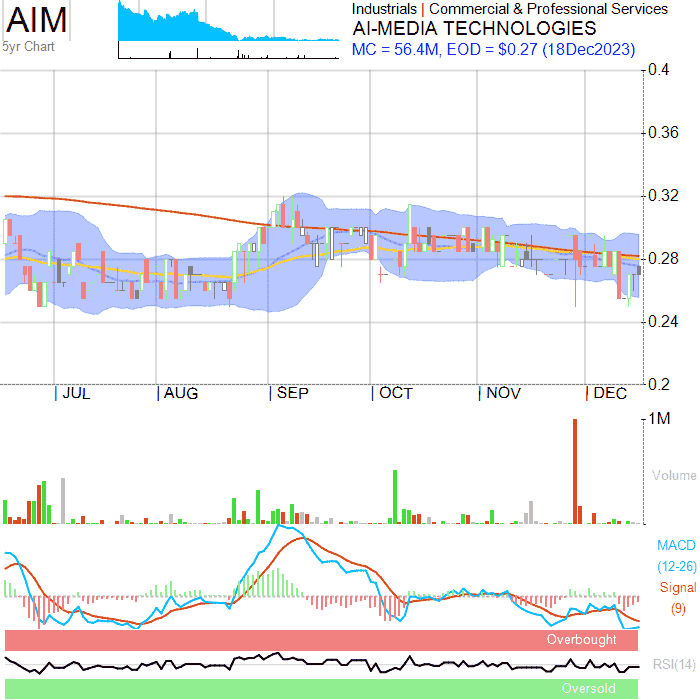 AIM
5yr Chart
Industrials | Commercial & Professional Services
AI-MEDIA TECHNOLOGIES
MC = 56.4M, EOD = $0.27 (18Dec2023)
0.4
0.36
0.32
0.28
0.24
0.2
JUL AUG SEP OCT NOV DEC
1M
Volume
MACD
(12-26)
Signal
(9)
Overbought
RSI(14)
Oversold